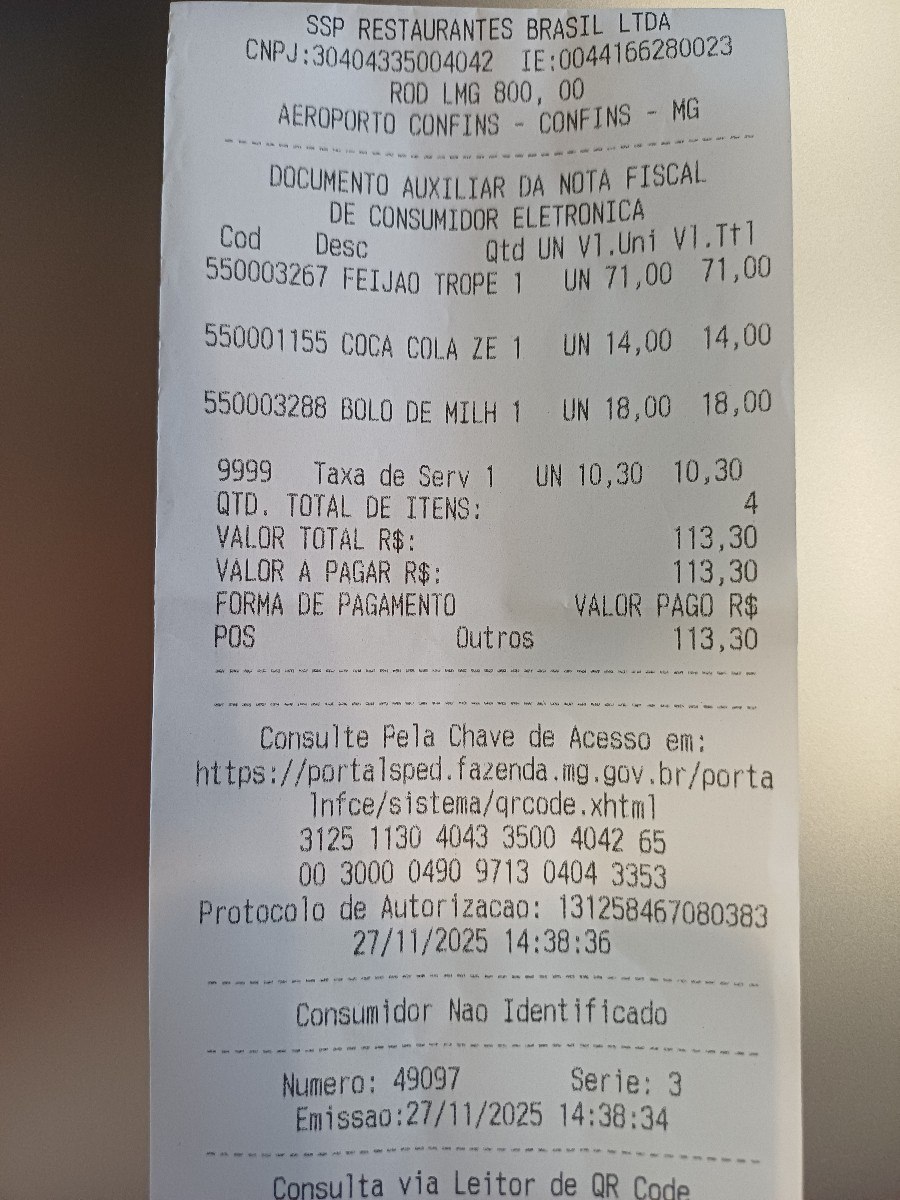 SSP RESTAURANTES BRASIL LTDA
CNPJ:30404335004042 IE:0044166280023
ROD LMG 800, 00
AEROPORTO CONFINS - CONFINS - MG
DOCUMENTO AUXILIAR DA NOTA FISCAL
DE CONSUMIDOR ELETRONICA
Cod Desc Qtd UN Vl.Uni Vl.Ttl
550003267 FEIJAO TROPE 1 UN 71,00 71,00
550001155 COCA COLA ZE 1 UN 14,00 14,00
550003288 BOLO DE MILH 1 UN 18,00 18,00
9999 Taxa de Serv 1 UN 10,30 10,30
QTD. TOTAL DE ITENS: 4
VALOR TOTAL R$: 113,30
VALOR A PAGAR R$: 113,30
FORMA DE PAGAMENTO VALOR PAGO R$
POS Outros 113,30
Consulte Pela Chave de Acesso em:
https://portalsped.fazenda.mg.gov.br/porta
lnfce/sistema/qrcode.xhtml
3125 1130 4043 3500 4042 65
00 3000 0490 9713 0404 3353
Protocolo de Autorizacao: 131258467080383
27/11/2025 14:38:36
Consumidor Nao Identificado
Numero: 49097 Serie: 3
Emissao:27/11/2025 14:38:34
Consulta via Leitor de QR Code